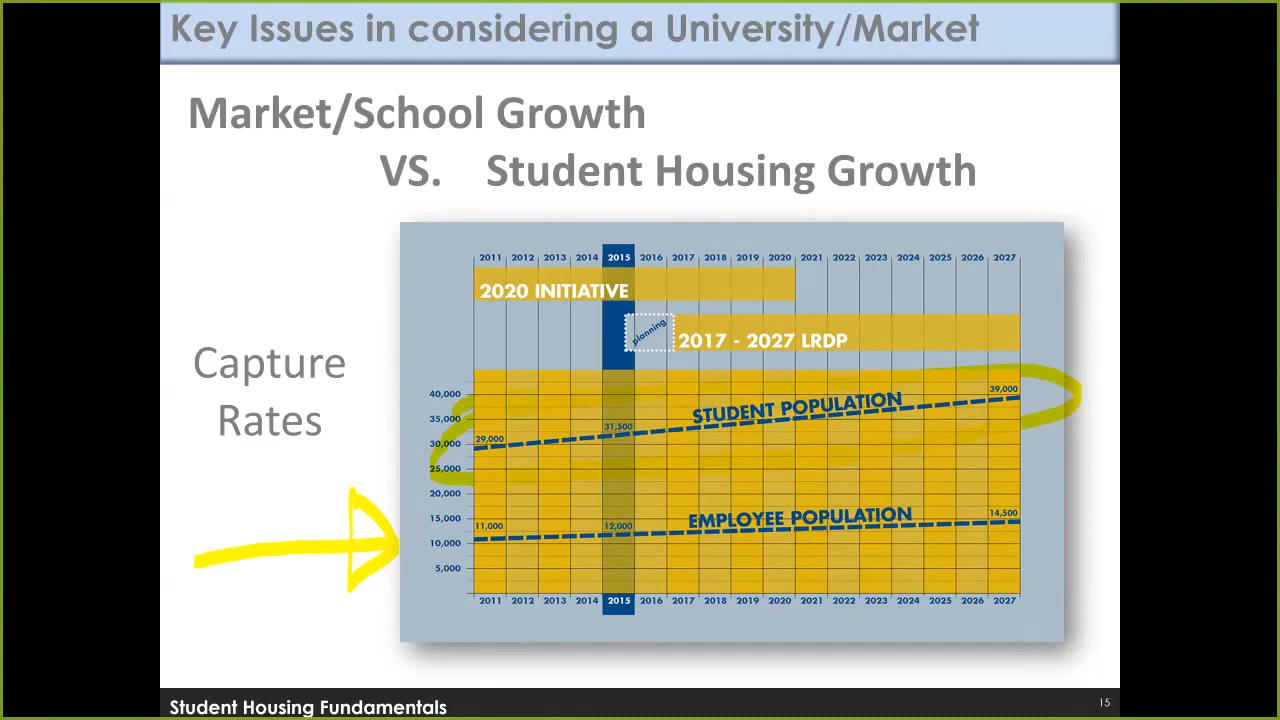 Key Issues in considering a University/Market
Market/School Growth
VS. Student Housing Growth
Capture
Rates
2011 2012 2013 2014 2015 2016 2017 2018 2019 2020 2021 2022 2023 2024 2025 2026 2027
2020 INITIATIVE
planning
2017 - 2027 LRDP
40,000
35,000
30,000
25,000
20,000
15,000
10,000
5,000
STUDENT POPULATION
29,000
31,500
39,000
EMPLOYEE POPULATION
11,000
12,000
14,500
2011 2012 2013 2014 2015 2016 2017 2018 2019 2020 2021 2022 2023 2024 2025 2026 2027
Student Housing Fundamentals
15